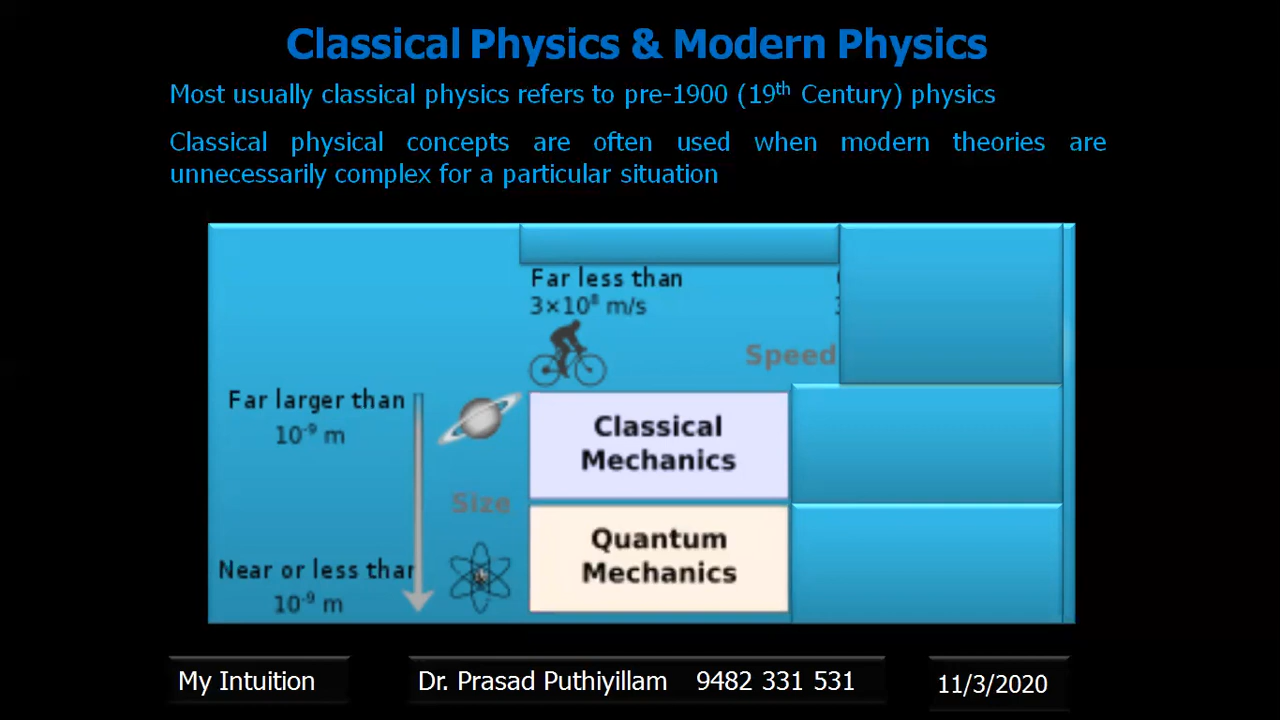 Classical Physics & Modern Physics
Most usually classical physics refers to pre-1900 (19th Century) physics
Classical physical concepts are often used when modern theories are
unnecessarily complex for a particular situation
Far less than
3×10⁸ m/s
Speed
Far larger than
10⁻⁹ m
Classical
Mechanics
Size
Quantum
Mechanics
Near or less than
10⁻⁹ m
My Intuition
Dr. Prasad Puthiyillam 9482 331 531
11/3/2020